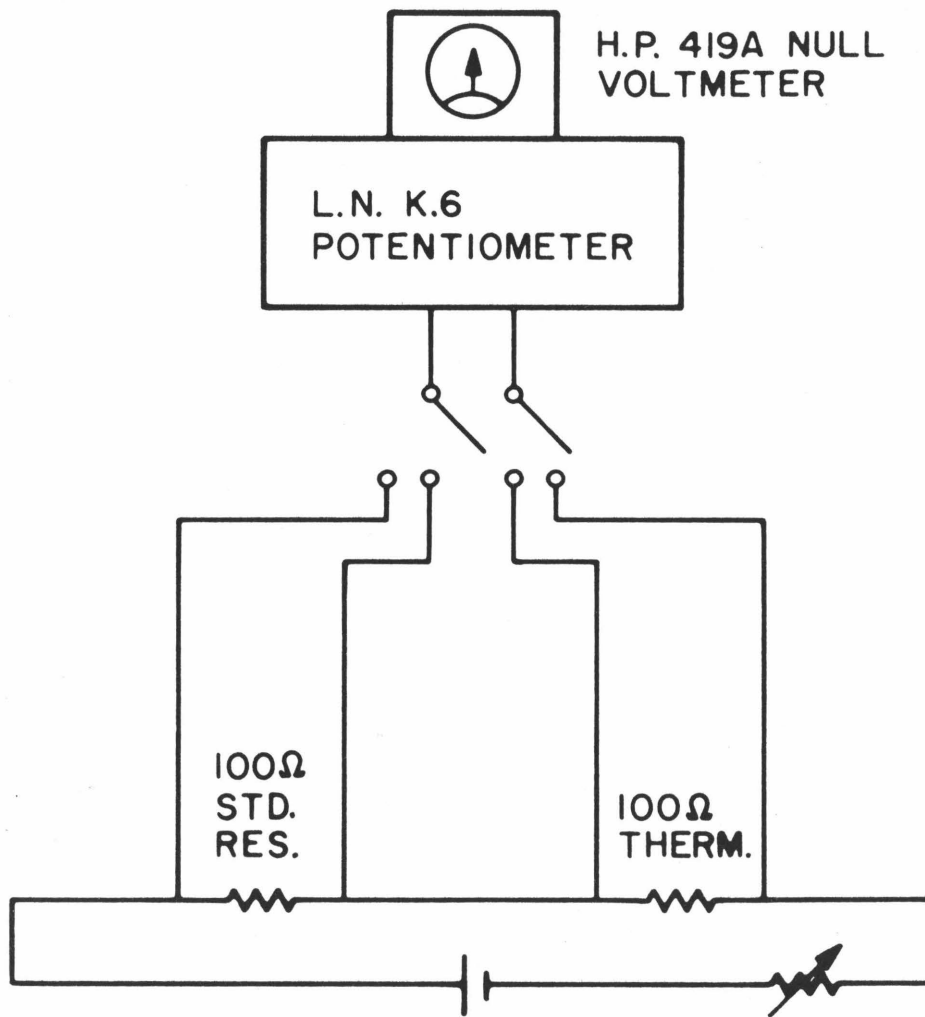 H.P. 419A NULL
VOLTMETER
L.N. K.6
POTENTIOMETER
100Ω
STD.
RES.
100Ω
THERM.